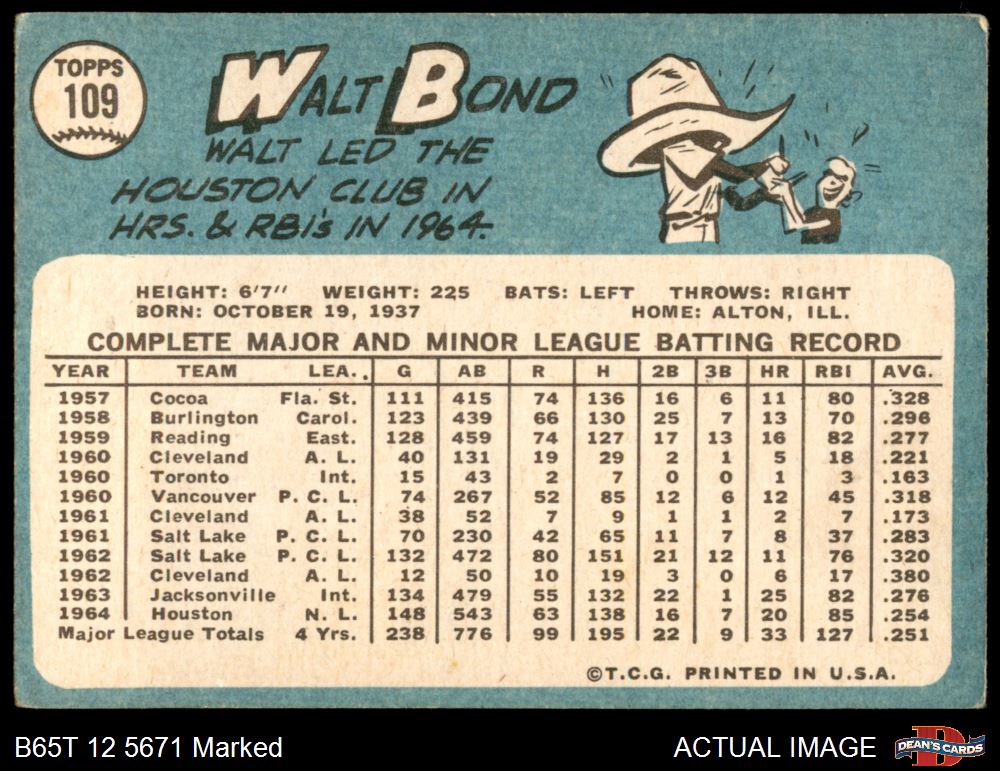 TOPPS
109
WALT BOND
WALT LED THE
HOUSTON CLUB IN
HRS. & RBI's IN 1964.
HEIGHT: 6'7" WEIGHT: 225 BATS: LEFT THROWS: RIGHT
BORN: OCTOBER 19, 1937 HOME: ALTON, ILL.
COMPLETE MAJOR AND MINOR LEAGUE BATTING RECORD
YEAR TEAM LEA. G AB R H 2B 3B HR RBI AVG.
1957 Cocoa Fla. St. 111 415 74 136 16 6 11 80 .328
1958 Burlington Carol. 123 439 66 130 25 7 13 70 .296
1959 Reading East. 128 459 74 127 17 13 16 82 .277
1960 Cleveland A. L. 40 131 19 29 2 1 5 18 .221
1960 Toronto Int. 15 43 2 7 0 0 1 3 .163
1960 Vancouver P. C. L. 74 267 52 85 12 6 12 45 .318
1961 Cleveland A. L. 38 52 7 9 1 1 2 7 .173
1961 Salt Lake P. C. L. 70 230 42 65 11 7 8 37 .283
1962 Salt Lake P. C. L. 132 472 80 151 21 12 11 76 .320
1962 Cleveland A. L. 12 50 10 19 3 0 6 17 .380
1963 Jacksonville Int. 134 479 55 132 22 1 25 82 .276
1964 Houston N. L. 148 543 63 138 16 7 20 85 .254
Major League Totals 4 Yrs. 238 776 99 195 22 9 33 127 .251
©T.C.G. PRINTED IN U.S.A.
B65T 12 5671 Marked
ACTUAL IMAGE
D
DEAN'S CARDS